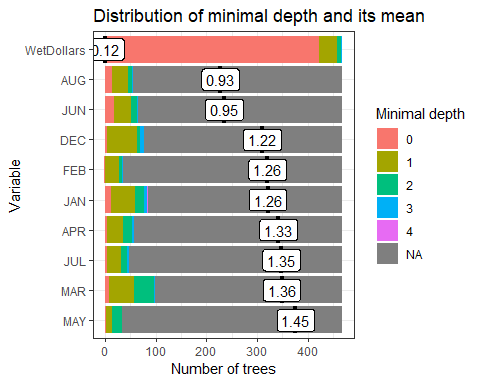 Distribution of minimal depth and its mean
WetDollars 0.12
AUG 0.93
JUN 0.95
DEC 1.22
FEB 1.26
JAN 1.26
APR 1.33
JUL 1.35
MAR 1.36
MAY 1.45
Variable
0 100 200 300 400
Number of trees
Minimal depth
0
1
2
3
4
NA